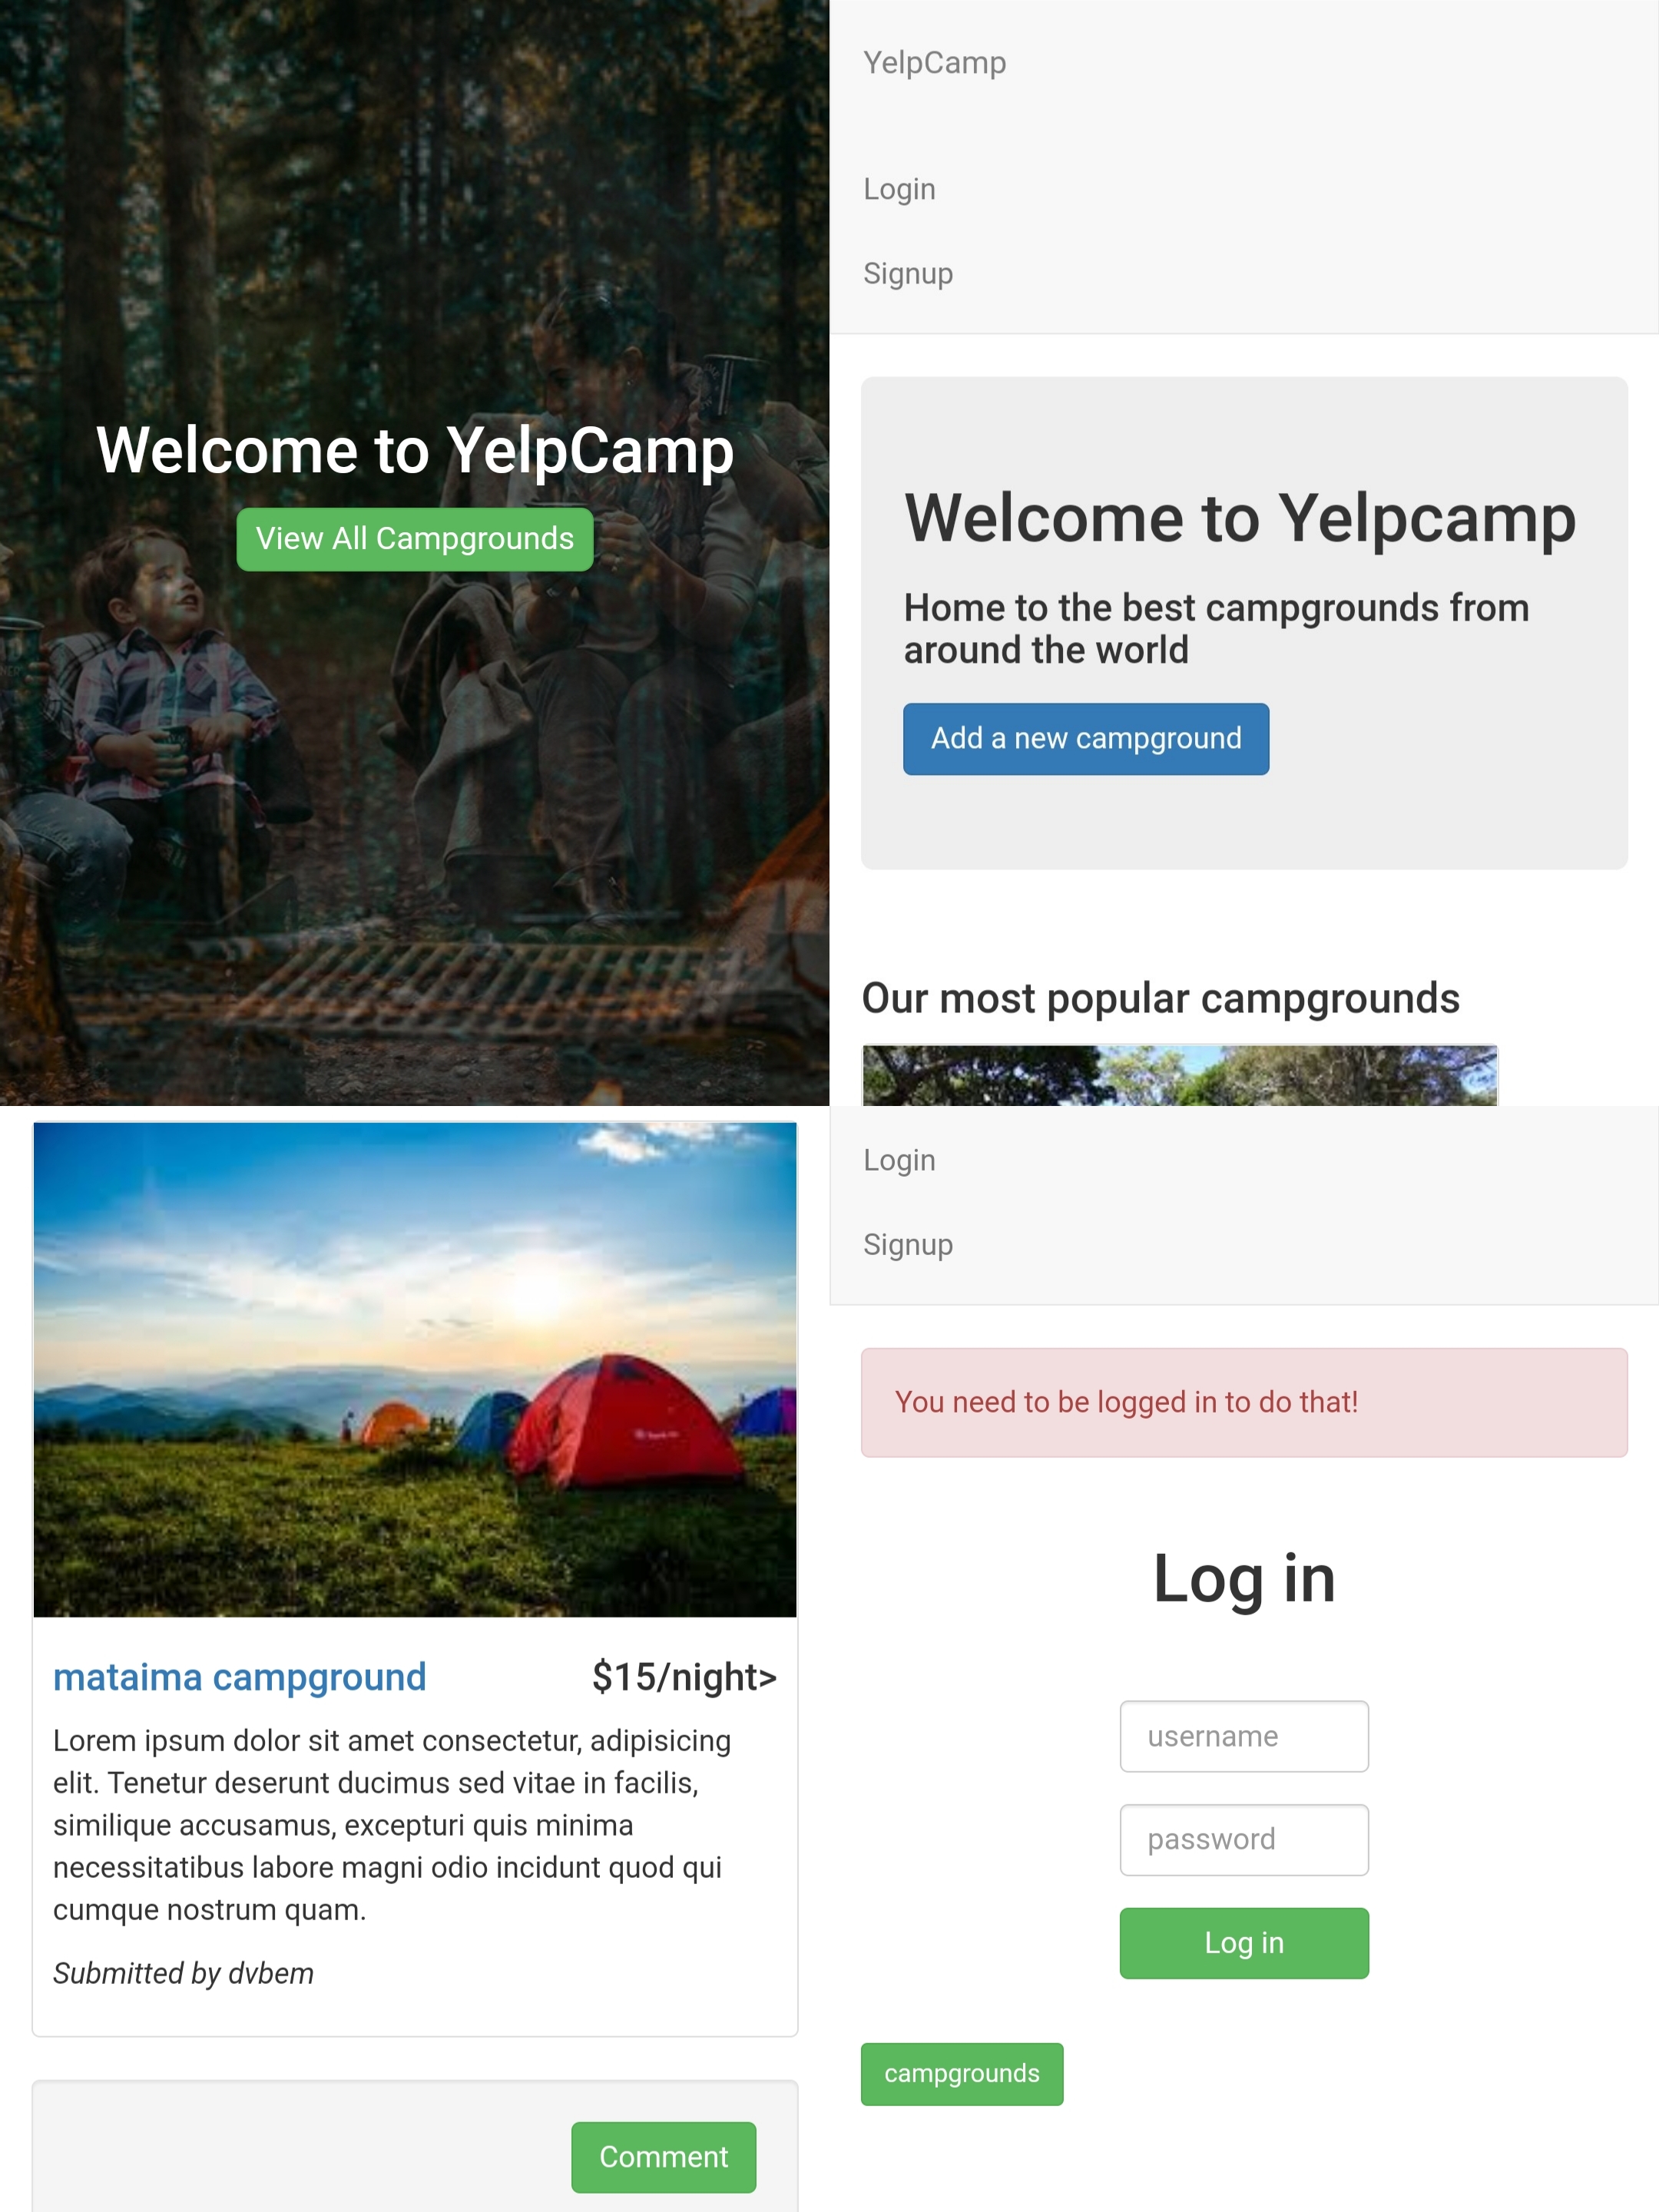 Welcome to YelpCamp
View All Campgrounds
YelpCamp
Login
Signup
Welcome to Yelpcamp
Home to the best campgrounds from
around the world
Add a new campground
Our most popular campgrounds
mataima campground $15/night>
Lorem ipsum dolor sit amet consectetur, adipisicing
elit. Tenetur deserunt ducimus sed vitae in facilis,
similique accusamus, excepturi quis minima
necessitatibus labore magni odio incidunt quod qui
cumque nostrum quam.
Submitted by dvbem
Comment
Login
Signup
You need to be logged in to do that!
Log in
username
password
Log in
campgrounds